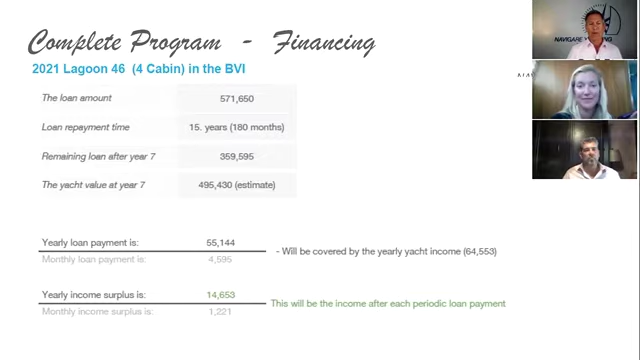 Complete Program - Financing
2021 Lagoon 46 (4 Cabin) in the BVI
The loan amount 571,650
Loan repayment time 15. years (180 months)
Remaining loan after year 7 359,595
The yacht value at year 7 495,430 (estimate)
Yearly loan payment is: 55,144
- Will be covered by the yearly yacht income (64,553)
Monthly loan payment is: 4,595
Yearly income surplus is: 14,653
This will be the income after each periodic loan payment
Monthly income surplus is: 1,221
NAVIGARE YACHTING